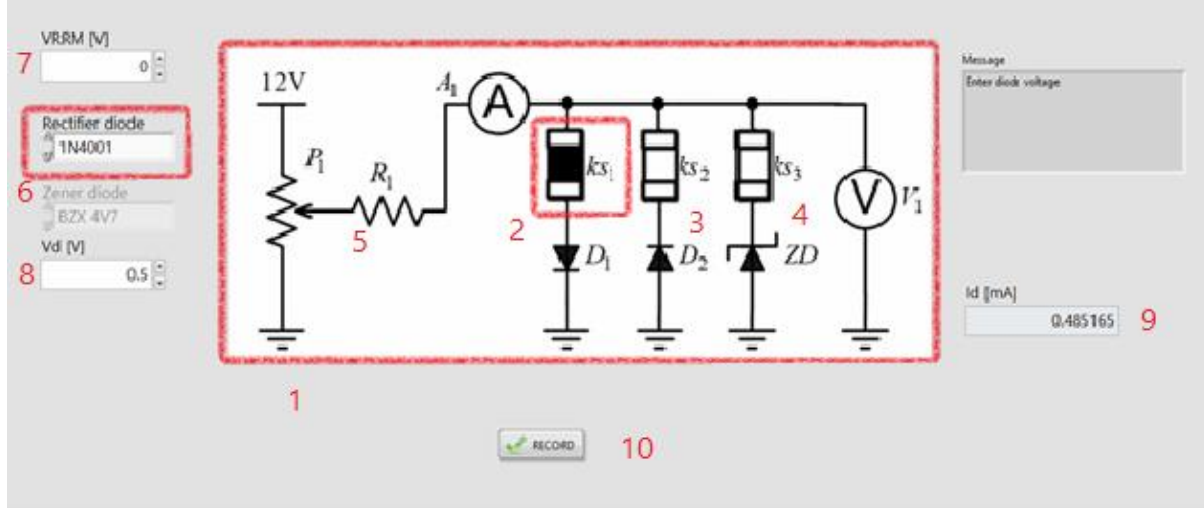 VRRM [V]
7
0
Rectifier diode
1N4001
6
Zener diode
BZX 4V7
Vd [V]
8
0.5
12V
A1
A
P1
R1
5
ks1
ks2
ks3
2
3
4
D1
D2
ZD
V
V1
1
Message
Enter diode voltage
Id [mA]
0.485165
9
RECORD
10